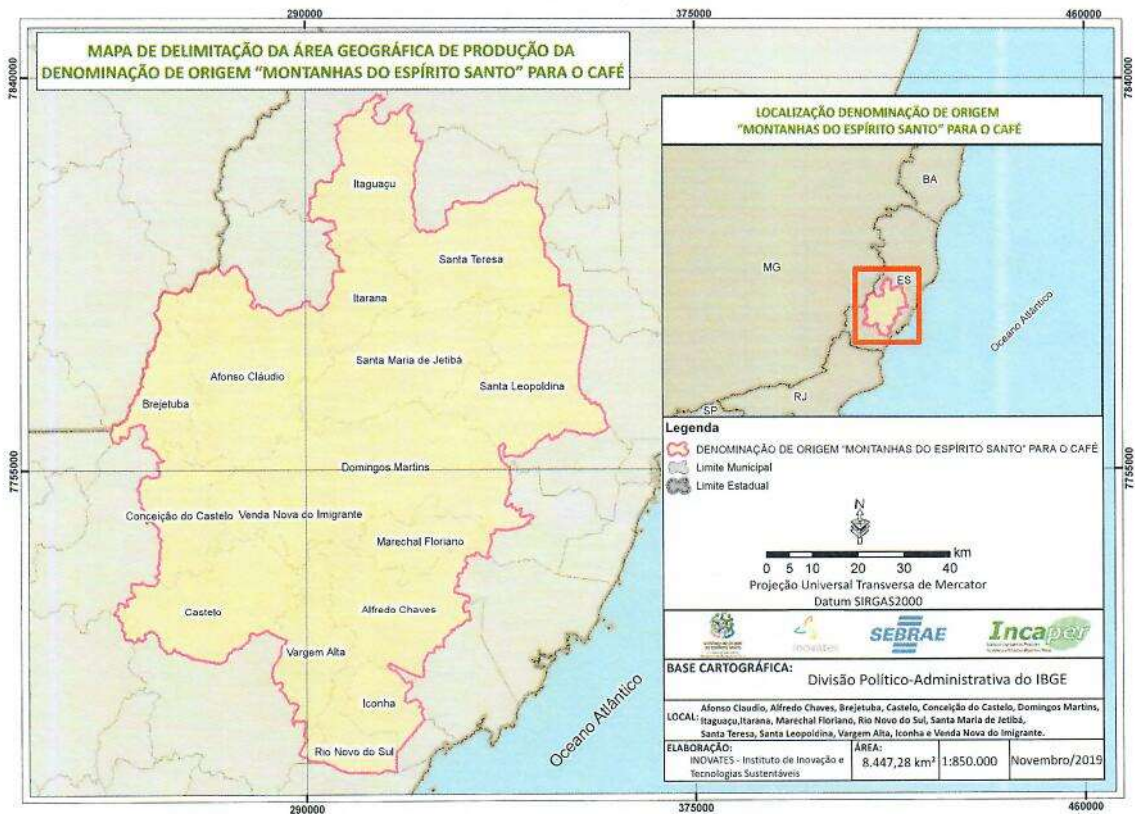 290000
375000
460000
7840000
7840000
MAPA DE DELIMITAÇÃO DA ÁREA GEOGRÁFICA DE PRODUÇÃO DA
DENOMINAÇÃO DE ORIGEM "MONTANHAS DO ESPÍRITO SANTO" PARA O CAFÉ
Itaguaçu
Santa Teresa
Itarana
Santa Maria de Jetibá
Afonso Cláudio
Santa Leopoldina
Brejetuba
Domingos Martins
Conceição do Castelo
Venda Nova do Imigrante
Marechal Floriano
Castelo
Alfredo Chaves
Vargem Alta
Iconha
Rio Novo do Sul
Oceano Atlântico
7755000
7755000
LOCALIZAÇÃO DENOMINAÇÃO DE ORIGEM
"MONTANHAS DO ESPÍRITO SANTO" PARA O CAFÉ
BA
MG
ES
Oceano Atlântico
RJ
SP
Legenda
DENOMINAÇÃO DE ORIGEM "MONTANHAS DO ESPÍRITO SANTO" PARA O CAFÉ
Limite Municipal
Limite Estadual
N
0 5 10 20 30 40 km
Projeção Universal Transversa de Mercator
Datum SIRGAS2000
inovates
SEBRAE
Incaper
BASE CARTOGRÁFICA:
Divisão Político-Administrativa do IBGE
LOCAL: Afonso Claudio, Alfredo Chaves, Brejetuba, Castelo, Conceição do Castelo, Domingos Martins,
Itaguaçu,Itarana, Marechal Floriano, Rio Novo do Sul, Santa Maria de Jetibá,
Santa Teresa, Santa Leopoldina, Vargem Alta, Iconha e Venda Nova do Imigrante.
ELABORAÇÃO:
INOVATES - Instituto de Inovação e
Tecnologias Sustentáveis
ÁREA:
8.447,28 km²
1:850.000
Novembro/2019
290000
375000
460000